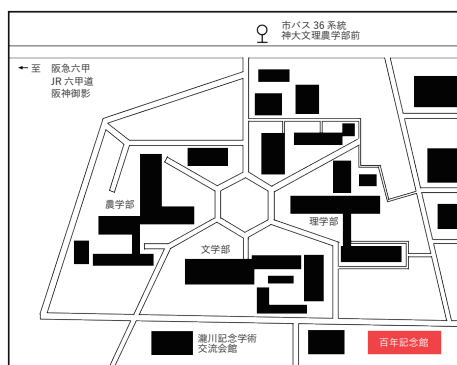 市バス 36 系統
神大文理農学部前
← 至 阪急六甲
JR 六甲道
阪神御影
農学部
理学部
文学部
瀧川記念学術
交流会館
百年記念館